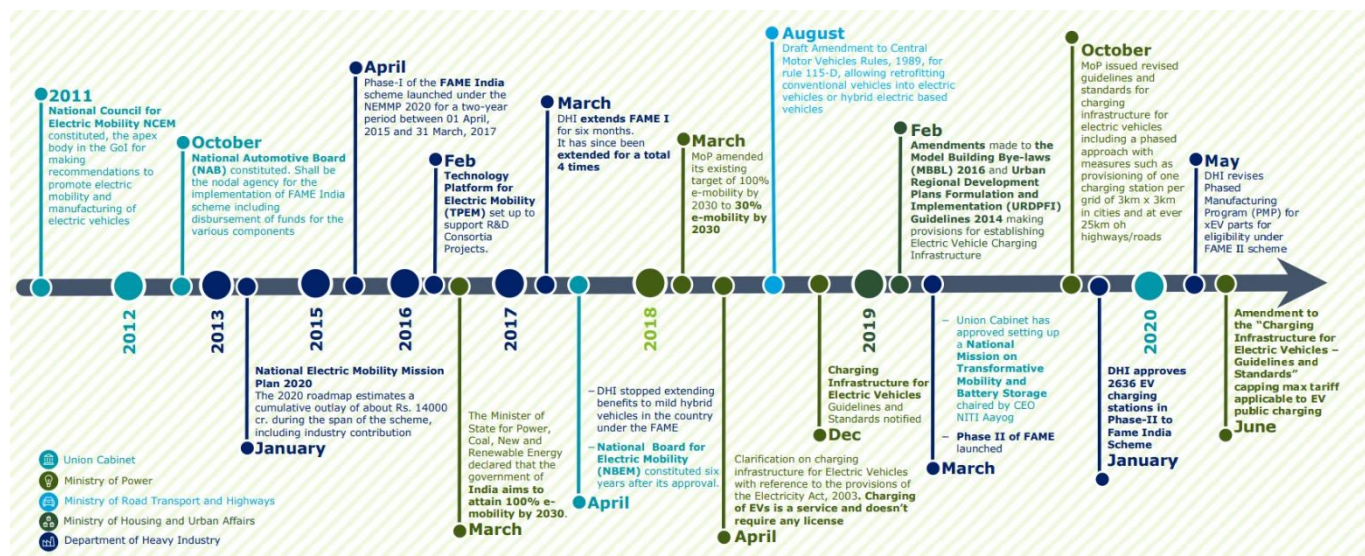 2011
National Council for
Electric Mobility NCEM
constituted, the apex
body in the GoI for
making
recommendations to
promote electric
mobility and
manufacturing of
electric vehicles
October
National Automotive Board
(NAB) constituted. Shall be
the nodal agency for the
implementation of FAME India
scheme including
disbursement of funds for the
various components
April
Phase-I of the FAME India
scheme launched under the
NEMMP 2020 for a two-year
period between 01 April,
2015 and 31 March, 2017
Feb
Technology
Platform for
Electric Mobility
(TPEM) set up to
support R&D
Consortia
Projects.
March
DHI extends FAME I
for six months.
It has since been
extended for a total
4 times
March
MoP amended
its existing
target of 100%
e-mobility by
2030 to 30%
e-mobility by
2030
August
Draft Amendment to Central
Motor Vehicles Rules, 1989, for
rule 115-D, allowing retrofitting
conventional vehicles into electric
vehicles or hybrid electric based
vehicles
Feb
Amendments made to the
Model Building Bye-laws
(MBBL) 2016 and Urban
Regional Development
Plans Formulation and
Implementation (URDPFI)
Guidelines 2014 making
provisions for establishing
Electric Vehicle Charging
Infrastructure
October
MoP issued revised
guidelines and
standards for
charging
infrastructure for
electric vehicles
including a phased
approach with
measures such as
provisioning of one
charging station per
grid of 3km x 3km
in cities and at ever
25km oh
highways/roads
May
DHI revises
Phased
Manufacturing
Program (PMP) for
xEV parts for
eligibility under
FAME II scheme
2012
2013
2015
2016
2017
2018
2019
2020
National Electric Mobility Mission
Plan 2020
The 2020 roadmap estimates a
cumulative outlay of about Rs. 14000
cr. during the span of the scheme,
including industry contribution
January
The Minister of
State for Power,
Coal, New and
Renewable Energy
declared that the
government of
India aims to
attain 100% e-
mobility by 2030.
March
– DHI stopped extending
benefits to mild hybrid
vehicles in the country
under the FAME
– National Board for
Electric Mobility
(NBEM) constituted six
years after its approval.
April
Clarification on charging
infrastructure for Electric Vehicles
with reference to the provisions of
the Electricity Act, 2003. Charging
of EVs is a service and doesn't
require any license
April
Charging
Infrastructure for
Electric Vehicles
Guidelines and
Standards notified
Dec
– Union Cabinet has
approved setting up
a National
Mission on
Transformative
Mobility and
Battery Storage
chaired by CEO
NITI Aayog
– Phase II of FAME
launched
March
DHI approves
2636 EV
charging
stations in
Phase-II to
Fame India
Scheme
January
Amendment to
the "Charging
Infrastructure for
Electric Vehicles –
Guidelines and
Standards"
capping max tariff
applicable to EV
public charging
June
Union Cabinet
Ministry of Power
Ministry of Road Transport and Highways
Ministry of Housing and Urban Affairs
Department of Heavy Industry